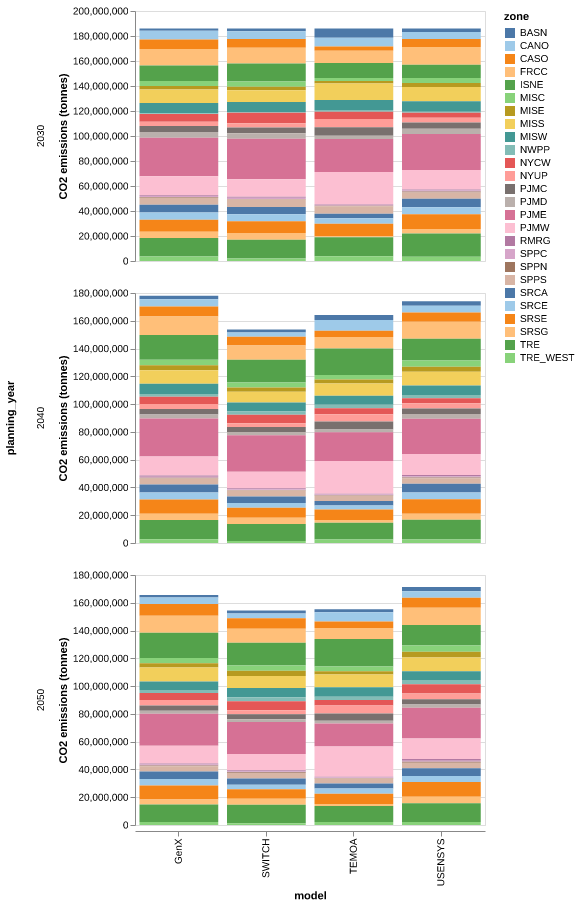 zone
BASN
CANO
CASO
FRCC
ISNE
MISC
MISE
MISS
MISW
NWPP
NYCW
NYUP
PJMC
PJMD
PJME
PJMW
RMRG
SPPC
SPPN
SPPS
SRCA
SRCE
SRSE
SRSG
TRE
TRE_WEST
planning_year
2030
CO2 emissions (tonnes)
200,000,000
180,000,000
160,000,000
140,000,000
120,000,000
100,000,000
80,000,000
60,000,000
40,000,000
20,000,000
0
2040
CO2 emissions (tonnes)
180,000,000
160,000,000
140,000,000
120,000,000
100,000,000
80,000,000
60,000,000
40,000,000
20,000,000
0
2050
CO2 emissions (tonnes)
180,000,000
160,000,000
140,000,000
120,000,000
100,000,000
80,000,000
60,000,000
40,000,000
20,000,000
0
GenX
SWITCH
TEMOA
USENSYS
model